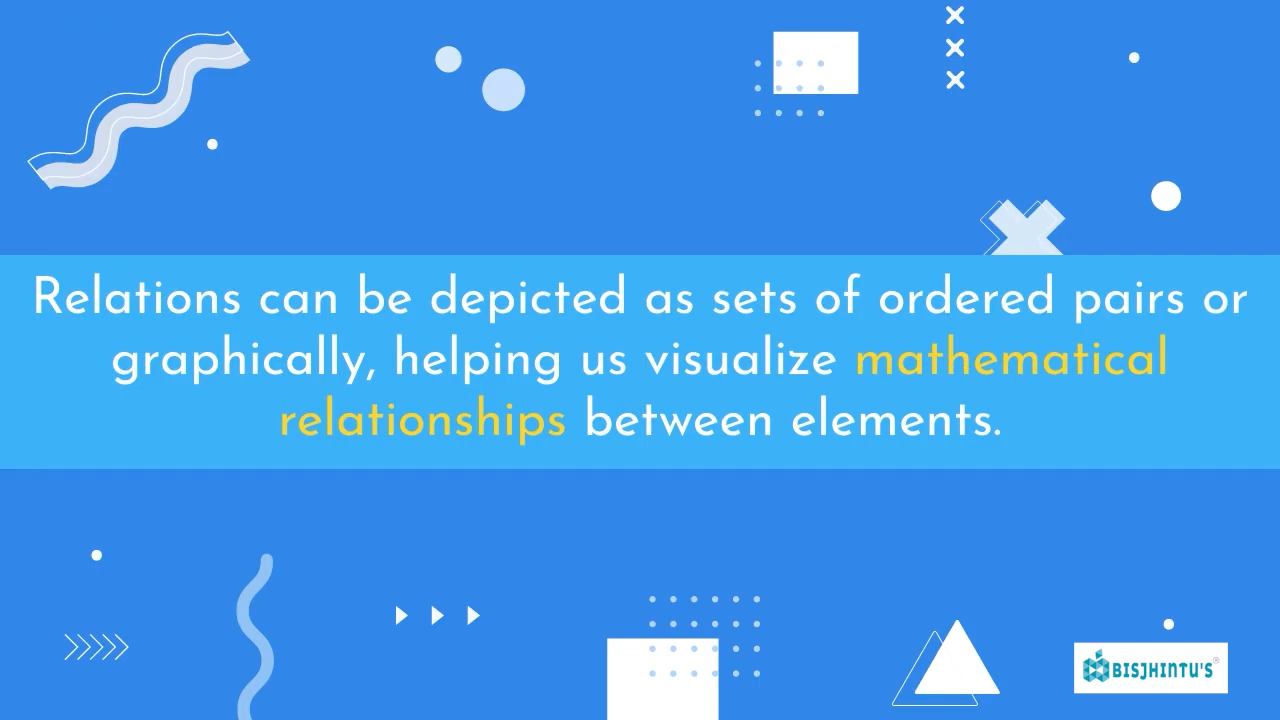 Relations can be depicted as sets of ordered pairs or
graphically, helping us visualize mathematical
relationships between elements.
BISJHINTU'S®